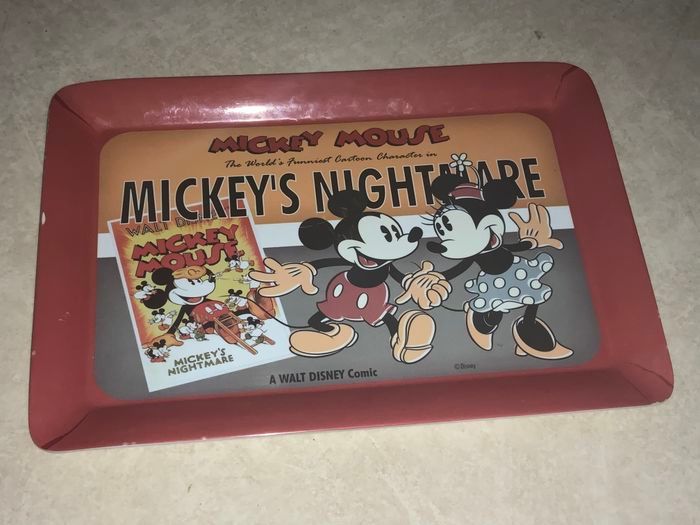 MICKEY MOUSE
The World's Funniest Cartoon Character in
MICKEY'S NIGHTMARE
WALT DISNEY
MICKEY
MOUSE
MICKEY'S
NIGHTMARE
A WALT DISNEY Comic
©Disney